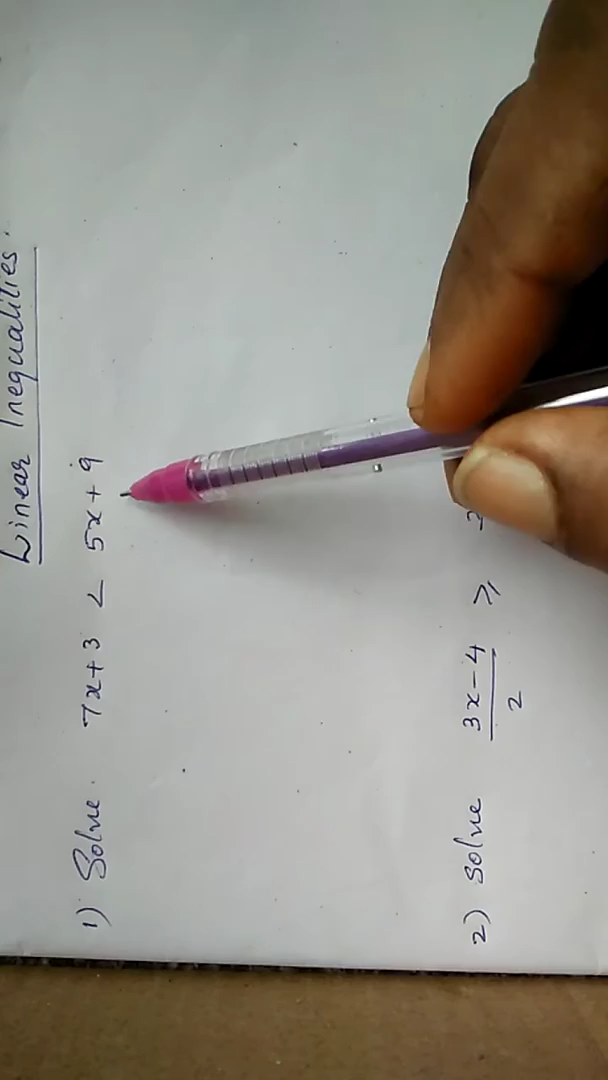 Linear Inequalities.
1) Solve. 7x+3 < 5x+9
2) solve 3x-4/2 ≥